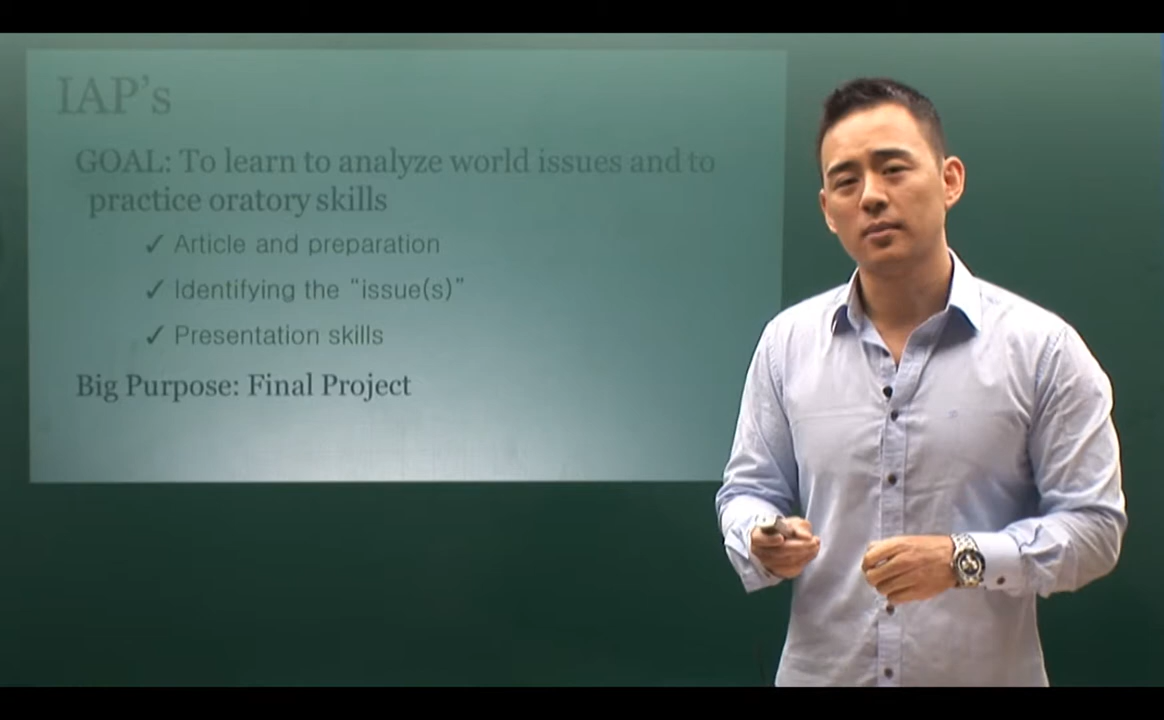 IAP's
GOAL: To learn to analyze world issues and to
practice oratory skills
✓ Article and preparation
✓ Identifying the “issue(s)”
✓ Presentation skills
Big Purpose: Final Project